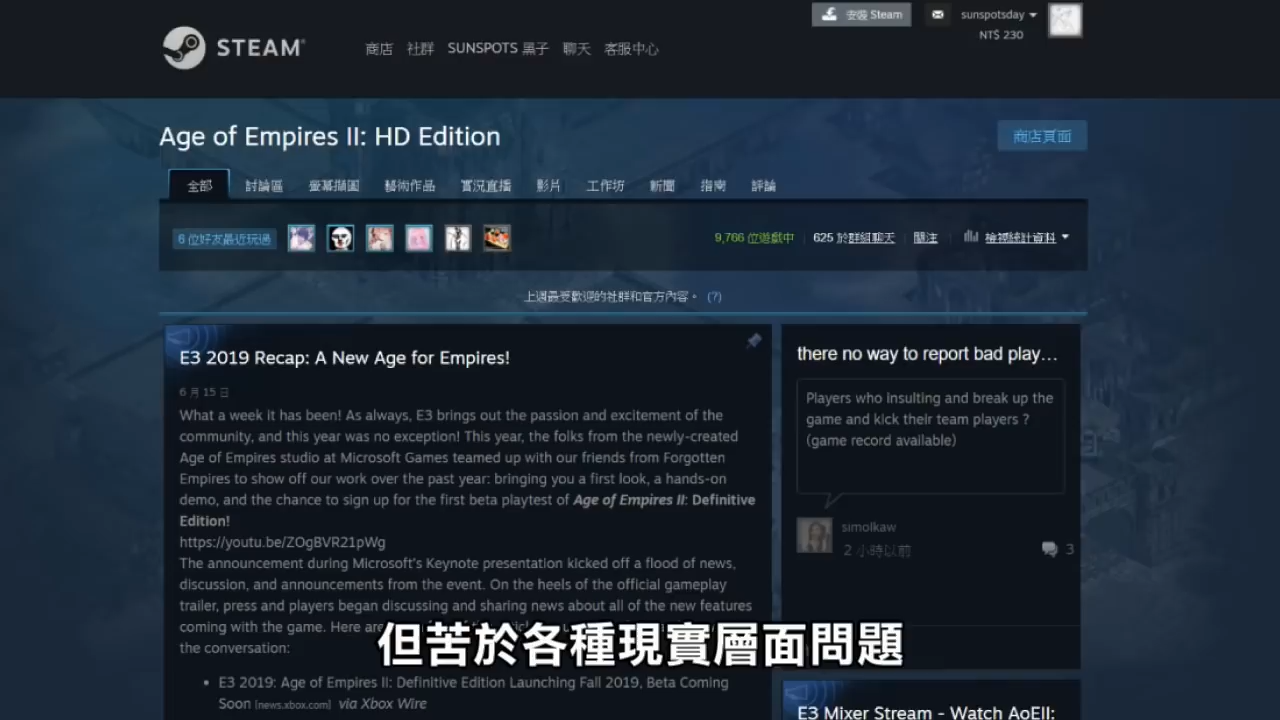 安裝 Steam
sunspotsday
NT$ 230
STEAM
商店 社群 SUNSPOTS 黑子 聊天 客服中心
Age of Empires II: HD Edition
商店頁面
全部 討論區 螢幕擷圖 藝術作品 實況直播 影片 工作坊 新聞 指南 評論
6 位好友最近玩過
9,766 位遊戲中 625 於群組聊天 關注 檢視統計資料
上週最受歡迎的社群和官方內容。 (?)
E3 2019 Recap: A New Age for Empires!
6 月 15 日
What a week it has been! As always, E3 brings out the passion and excitement of the
community, and this year was no exception! This year, the folks from the newly-created
Age of Empires studio at Microsoft Games teamed up with our friends from Forgotten
Empires to show off our work over the past year: bringing you a first look, a hands-on
demo, and the chance to sign up for the first beta playtest of Age of Empires II: Definitive
Edition!
https://youtu.be/ZOgBVR21pWg
The announcement during Microsoft's Keynote presentation kicked off a flood of news,
discussion, and announcements from the event. On the heels of the official gameplay
trailer, press and players began discussing and sharing news about all of the new features
coming with the game. Here are
the conversation:
• E3 2019: Age of Empires II: Definitive Edition Launching Fall 2019, Beta Coming
Soon [news.xbox.com] via Xbox Wire
there no way to report bad play…
Players who insulting and break up the
game and kick their team players ?
(game record available)
simolkaw
2 小時以前
3
E3 Mixer Stream - Watch AoEII:
但苦於各種現實層面問題